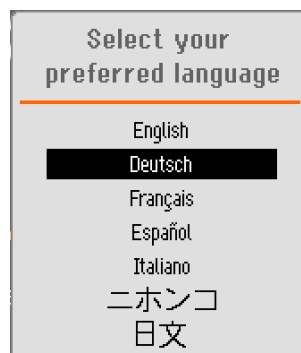 Select your
preferred language
English
Deutsch
Français
Español
Italiano
ニホンコ
日文